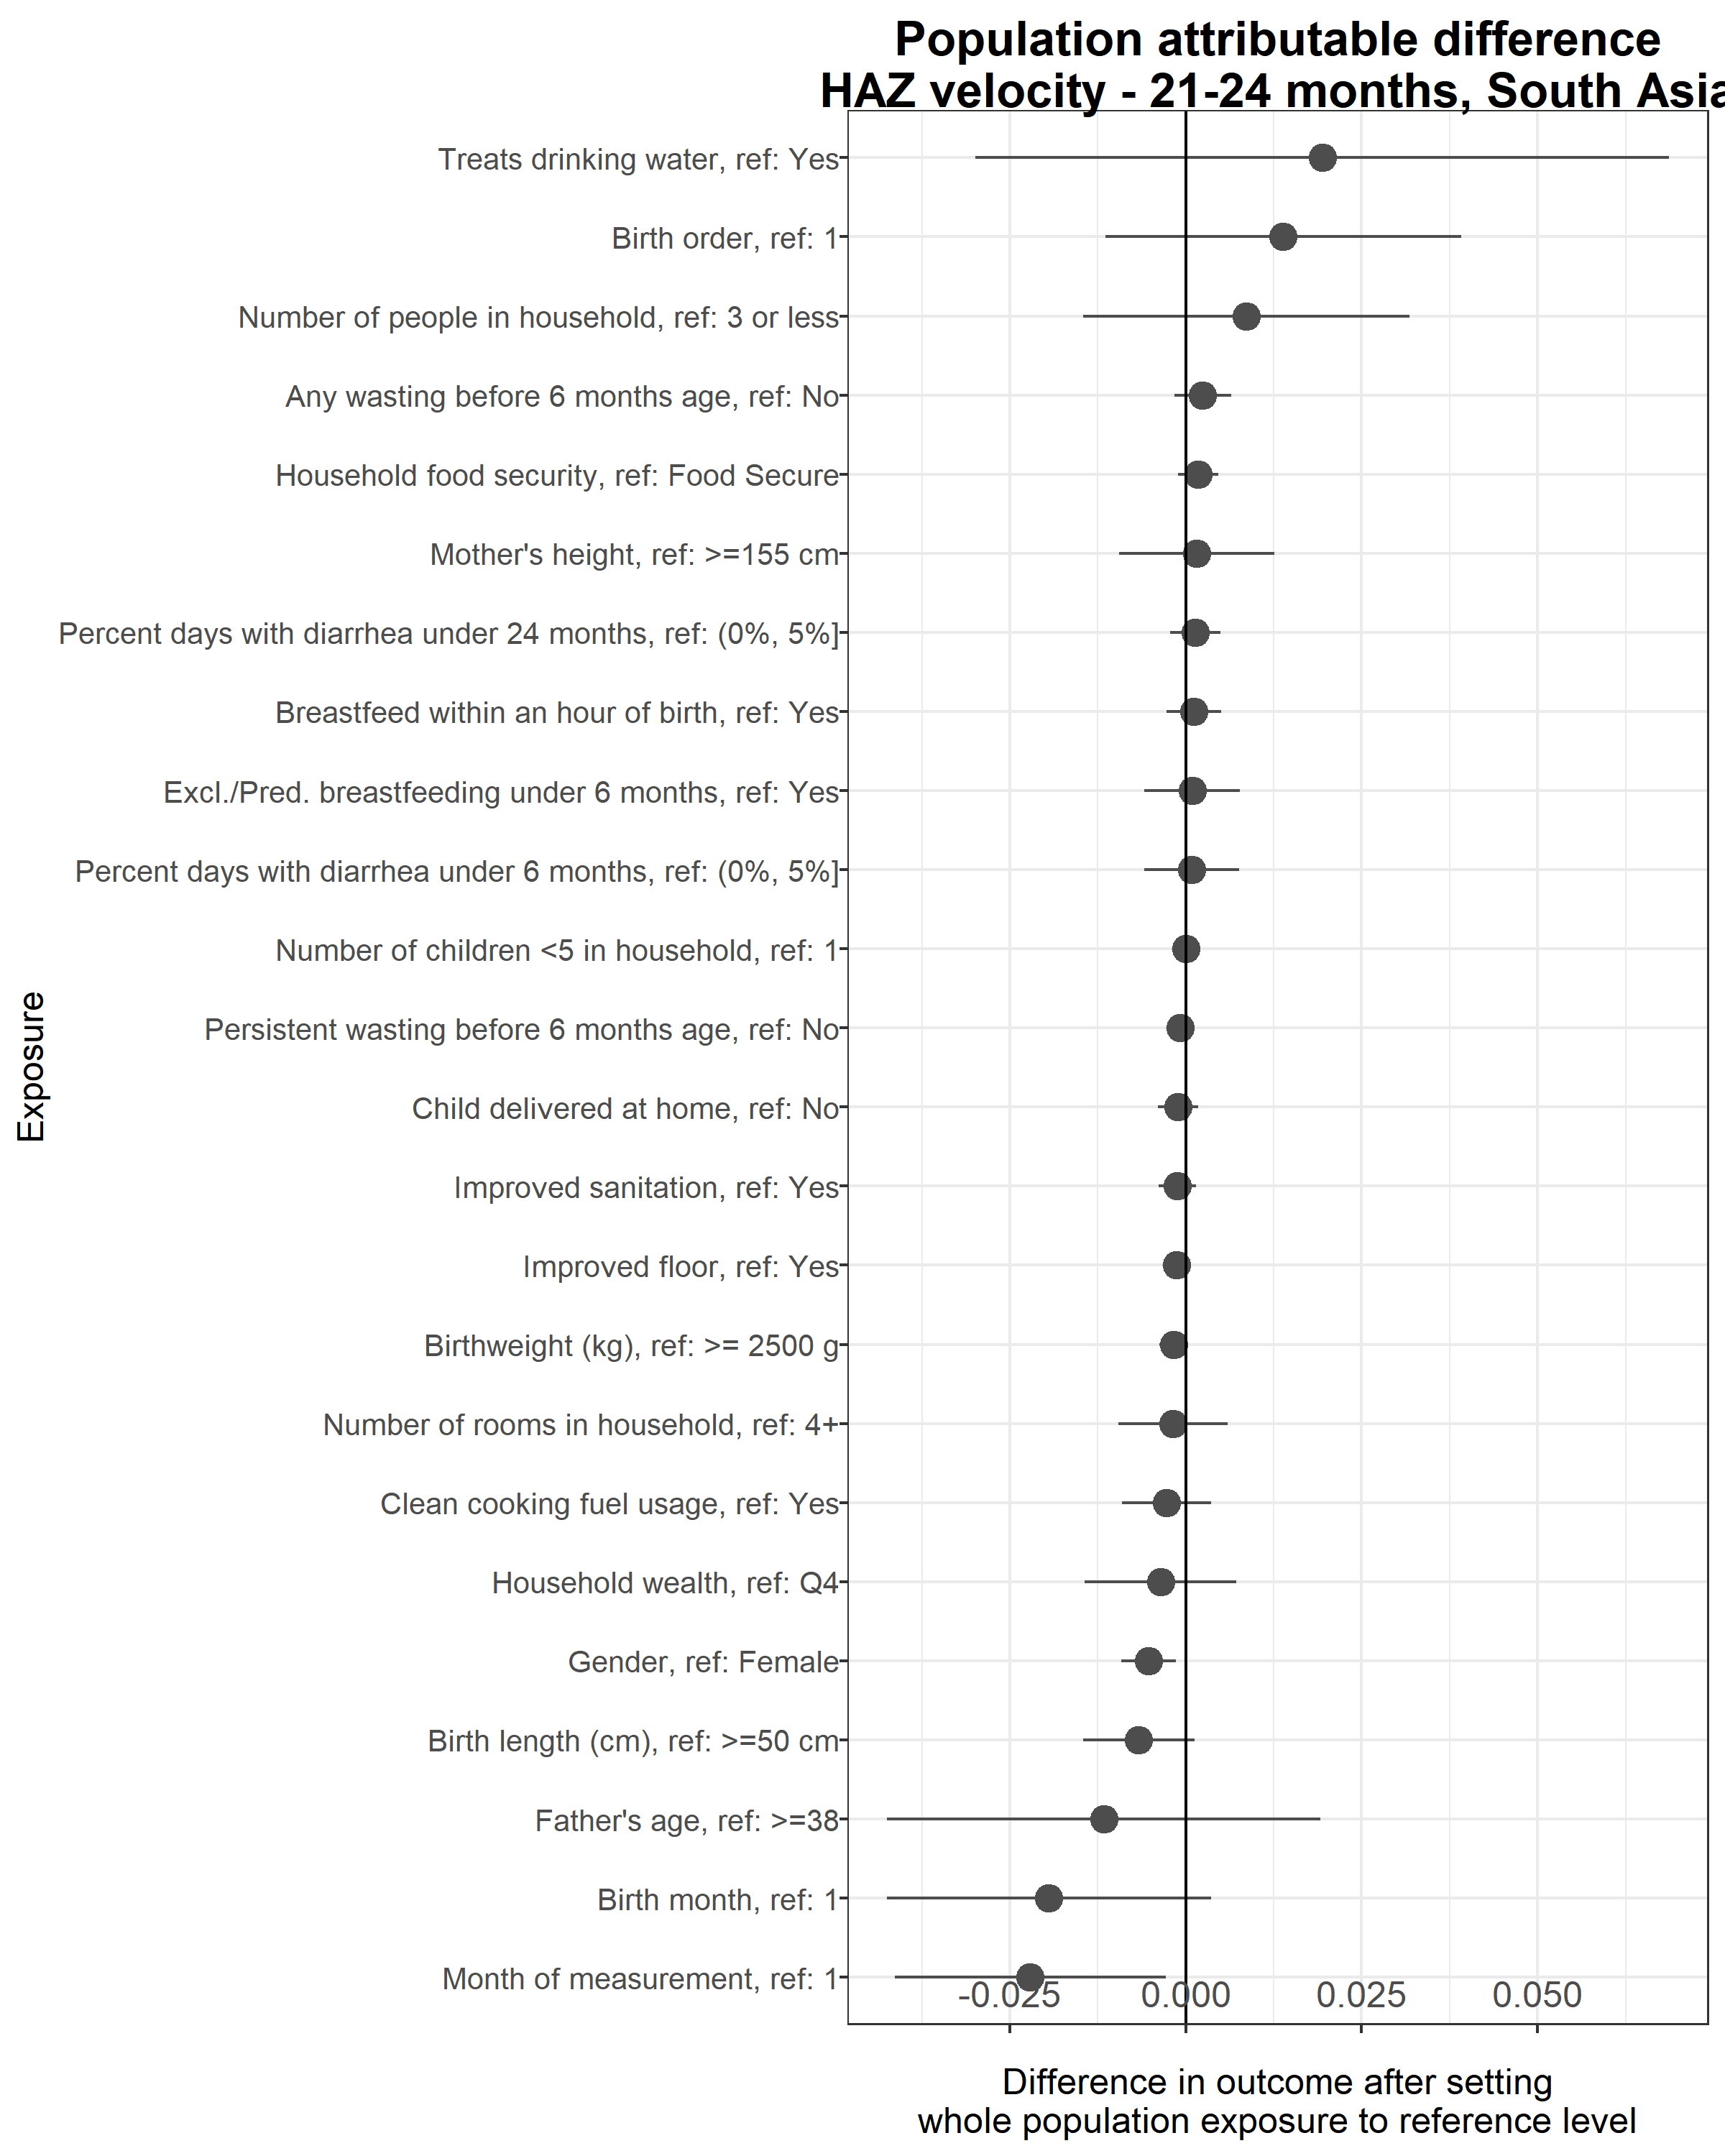 Population attributable difference
HAZ velocity - 21-24 months, South Asia
Treats drinking water, ref: Yes
Birth order, ref: 1
Number of people in household, ref: 3 or less
Any wasting before 6 months age, ref: No
Household food security, ref: Food Secure
Mother's height, ref: >=155 cm
Percent days with diarrhea under 24 months, ref: (0%, 5%]
Breastfeed within an hour of birth, ref: Yes
Excl./Pred. breastfeeding under 6 months, ref: Yes
Percent days with diarrhea under 6 months, ref: (0%, 5%]
Number of children <5 in household, ref: 1
Persistent wasting before 6 months age, ref: No
Child delivered at home, ref: No
Improved sanitation, ref: Yes
Improved floor, ref: Yes
Birthweight (kg), ref: >= 2500 g
Number of rooms in household, ref: 4+
Clean cooking fuel usage, ref: Yes
Household wealth, ref: Q4
Gender, ref: Female
Birth length (cm), ref: >=50 cm
Father's age, ref: >=38
Birth month, ref: 1
Month of measurement, ref: 1
Exposure
-0.025 0.000 0.025 0.050
Difference in outcome after setting
whole population exposure to reference level